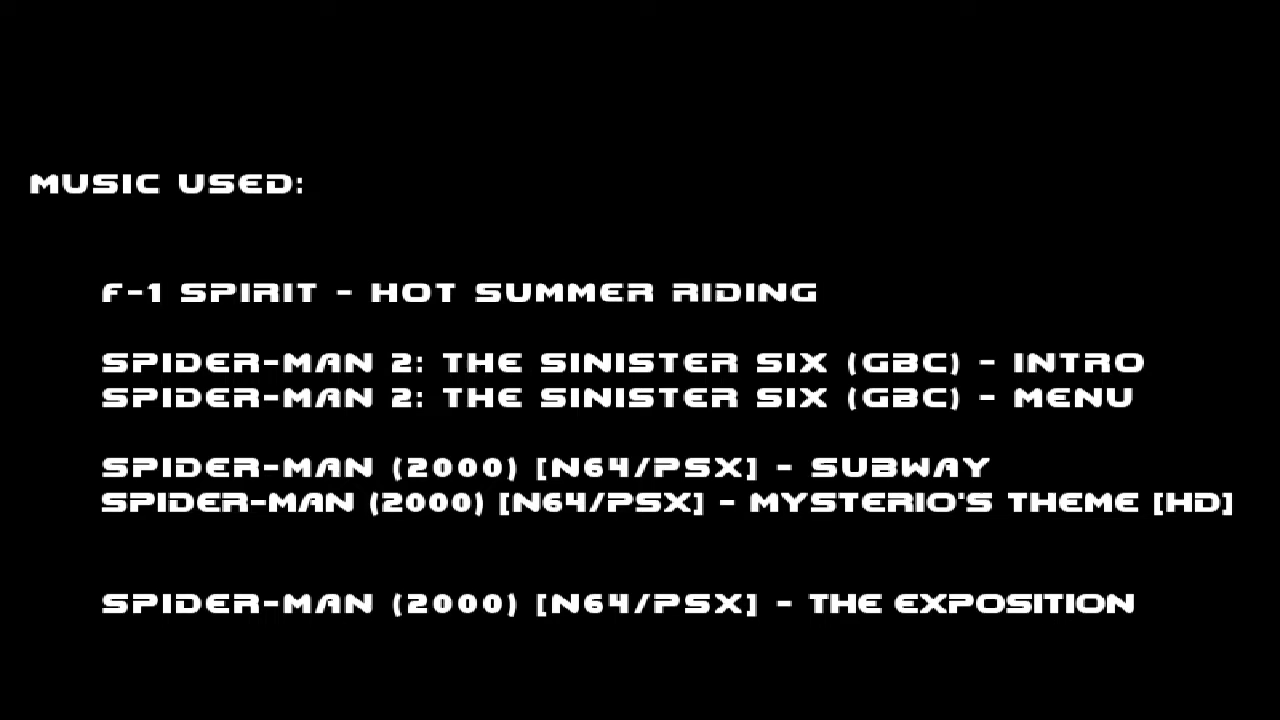 MUSIC USED:
F-1 SPIRIT - HOT SUMMER RIDING
SPIDER-MAN 2: THE SINISTER SIX (GBC) - INTRO
SPIDER-MAN 2: THE SINISTER SIX (GBC) - MENU
SPIDER-MAN (2000) [N64/PSX] - SUBWAY
SPIDER-MAN (2000) [N64/PSX] - MYSTERIO'S THEME [HD]
SPIDER-MAN (2000) [N64/PSX] - THE EXPOSITION